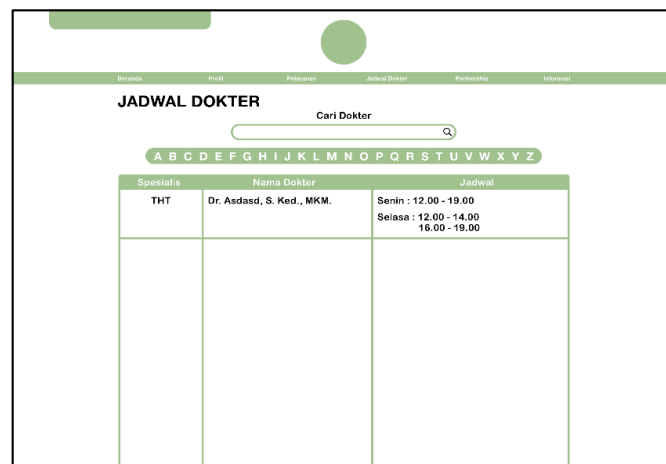 Beranda Profil Pelayanan Jadwal Dokter Partnership Informasi
JADWAL DOKTER
Cari Dokter
A B C D E F G H I J K L M N O P Q R S T U V W X Y Z
Spesialis Nama Dokter Jadwal
THT Dr. Asdasd, S. Ked., MKM. Senin : 12.00 - 19.00
Selasa : 12.00 - 14.00
16.00 - 19.00